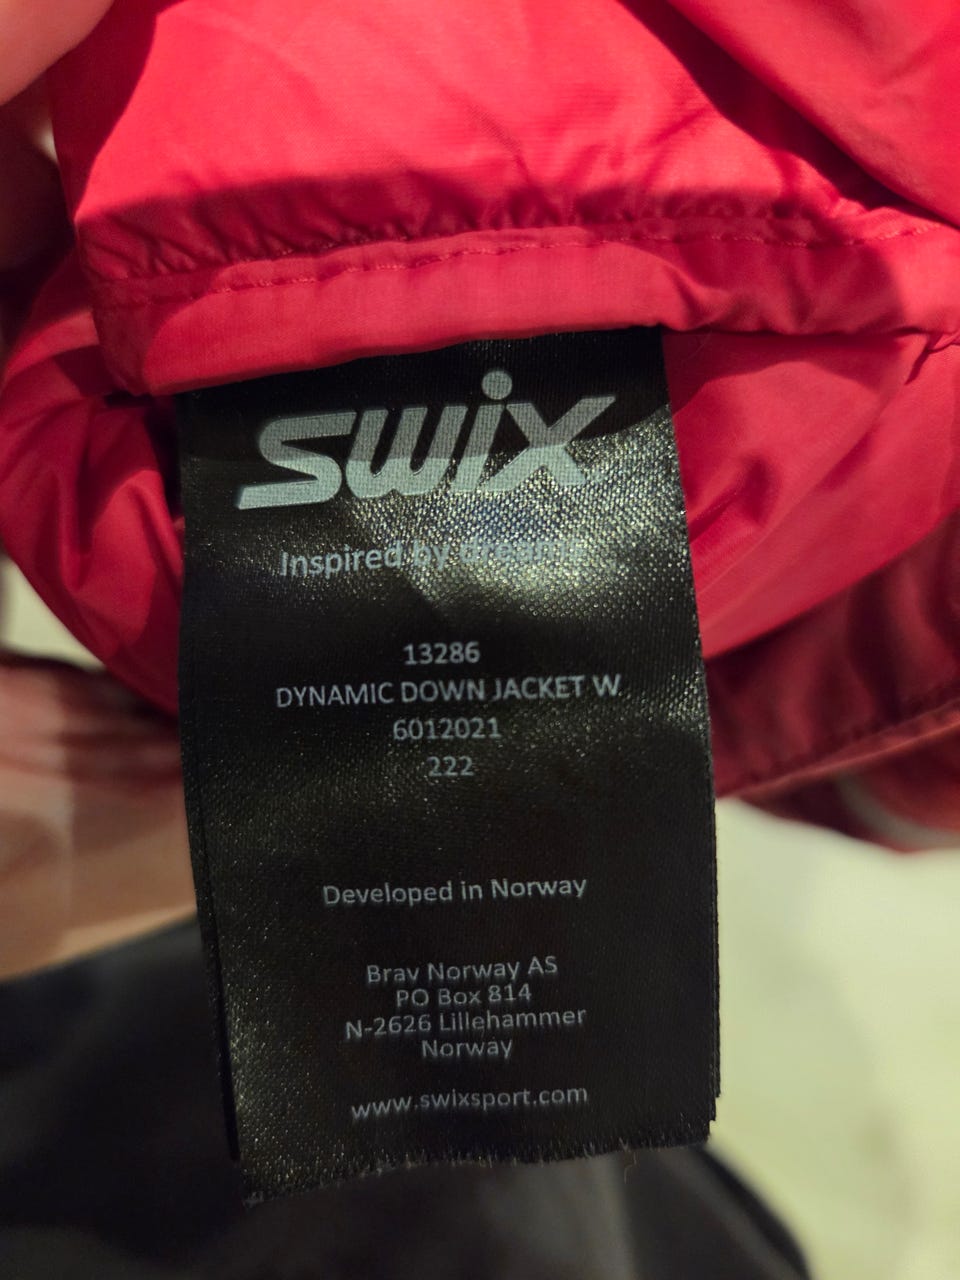 swix
Inspired by dreams
13286
DYNAMIC DOWN JACKET W
6012021
222
Developed in Norway
Brav Norway AS
PO Box 814
N-2626 Lillehammer
Norway
www.swixsport.com